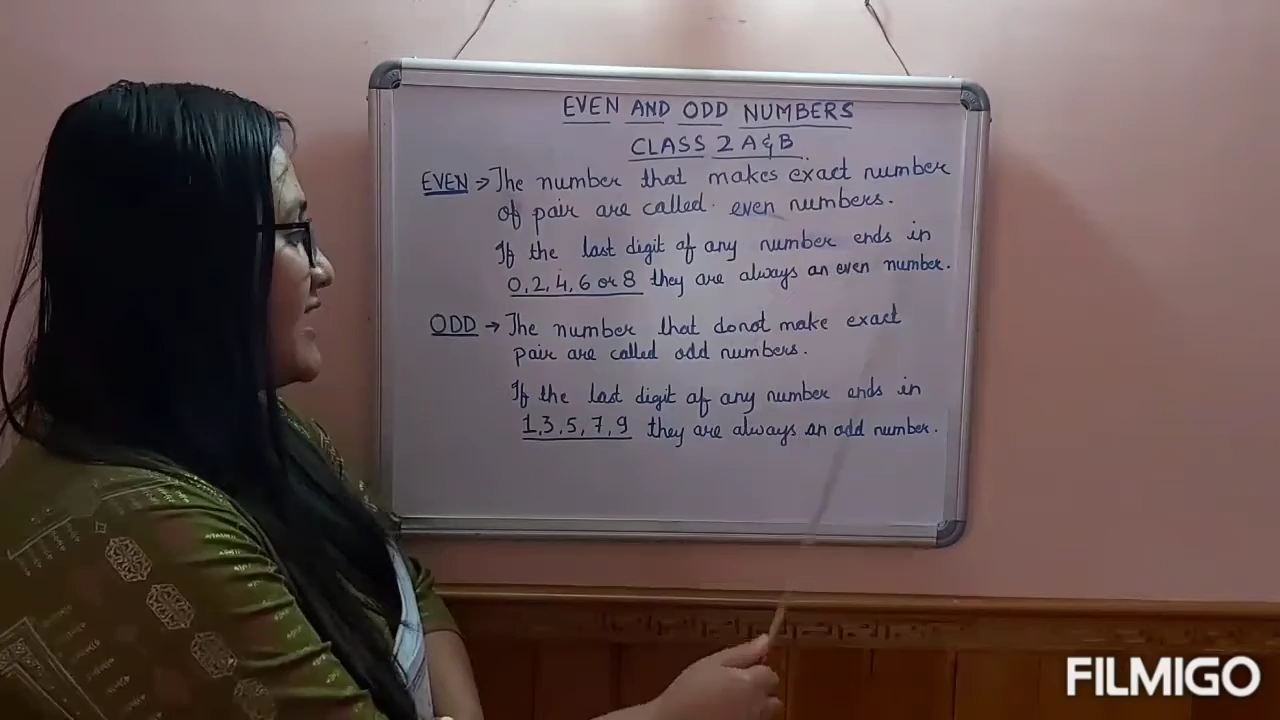 EVEN AND ODD NUMBERS
CLASS 2 A & B
EVEN → The number that makes exact number
of pair are called. even numbers.
If the last digit of any number ends in
0, 2, 4, 6 or 8 they are always an even number.
ODD → The number that donot make exact
pair are called odd numbers.
If the last digit of any number ends in
1, 3, 5, 7, 9 they are always an odd number.
FILMIGO